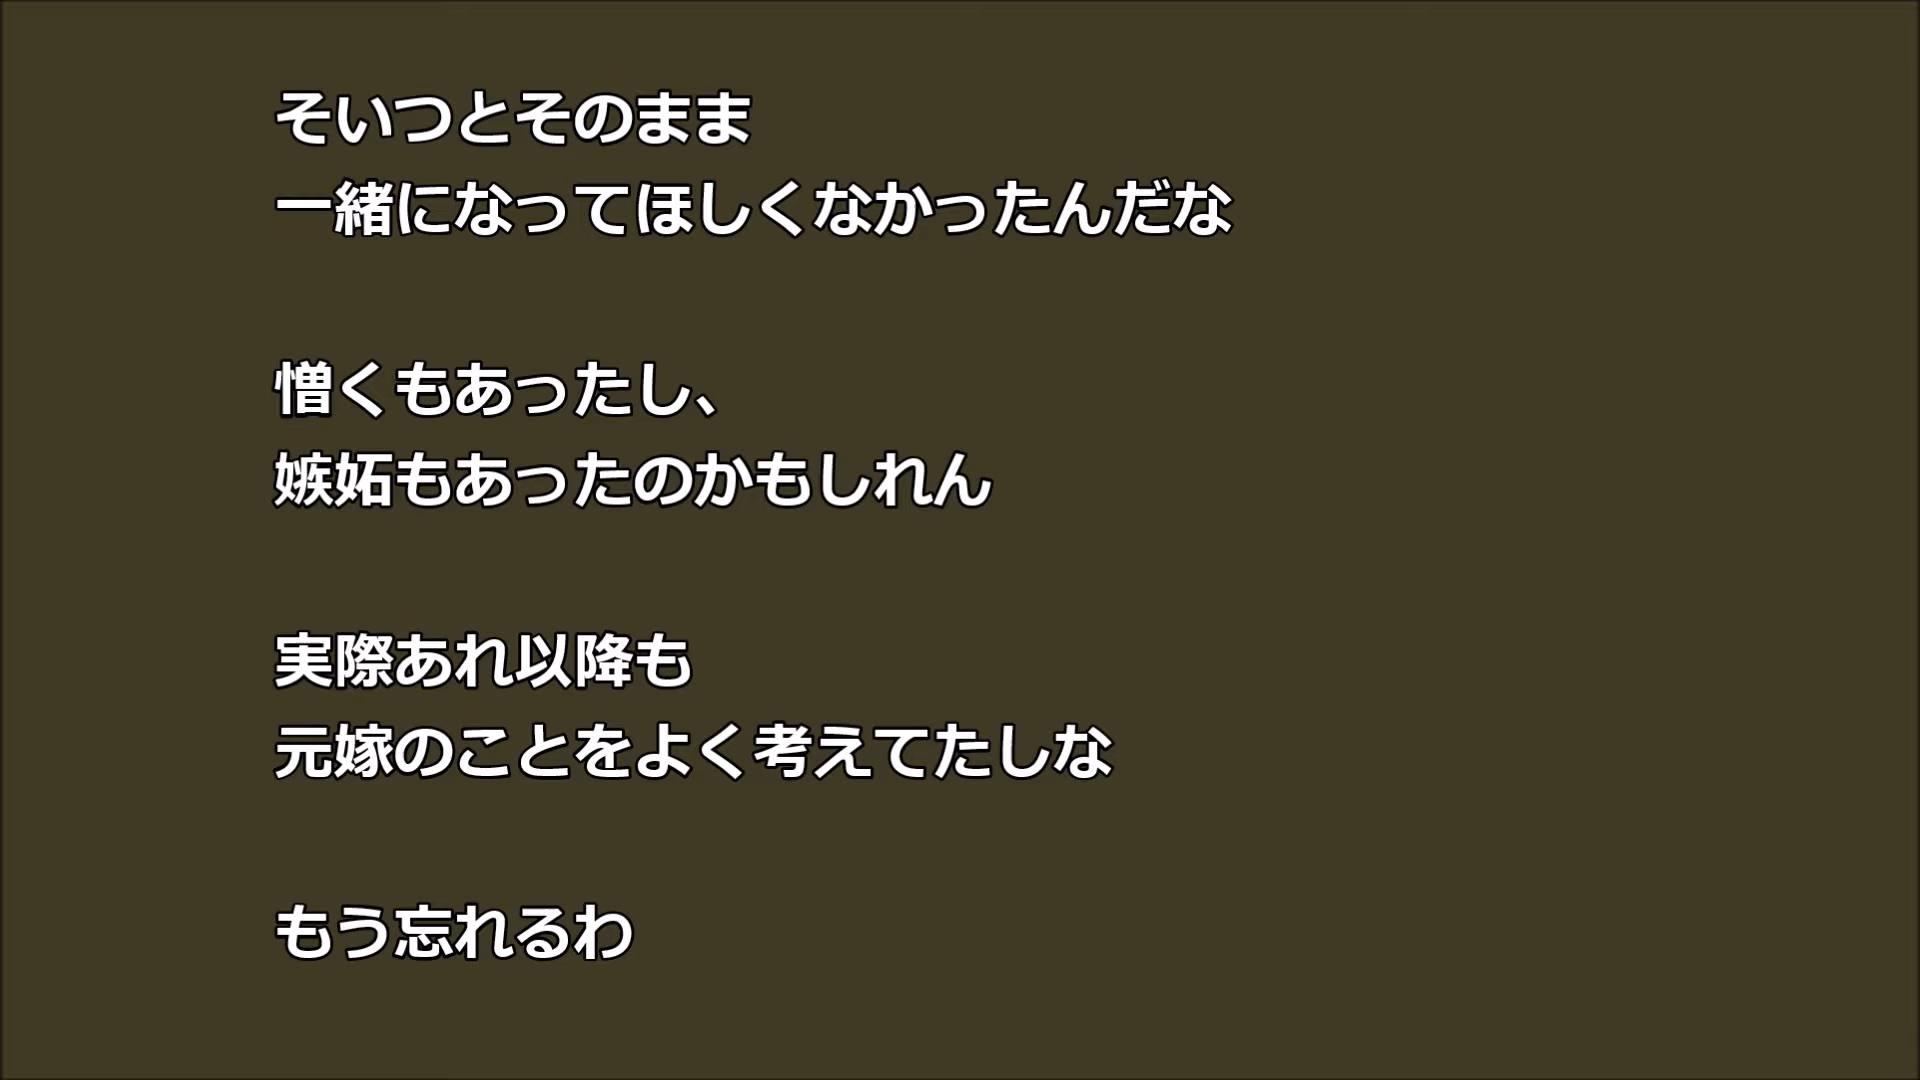 そいつとそのまま
一緒になってほしくなかったんだな
憎くもあったし、
嫉妬もあったのかもしれん
実際あれ以降も
元嫁のことをよく考えてたしな
もう忘れるわ